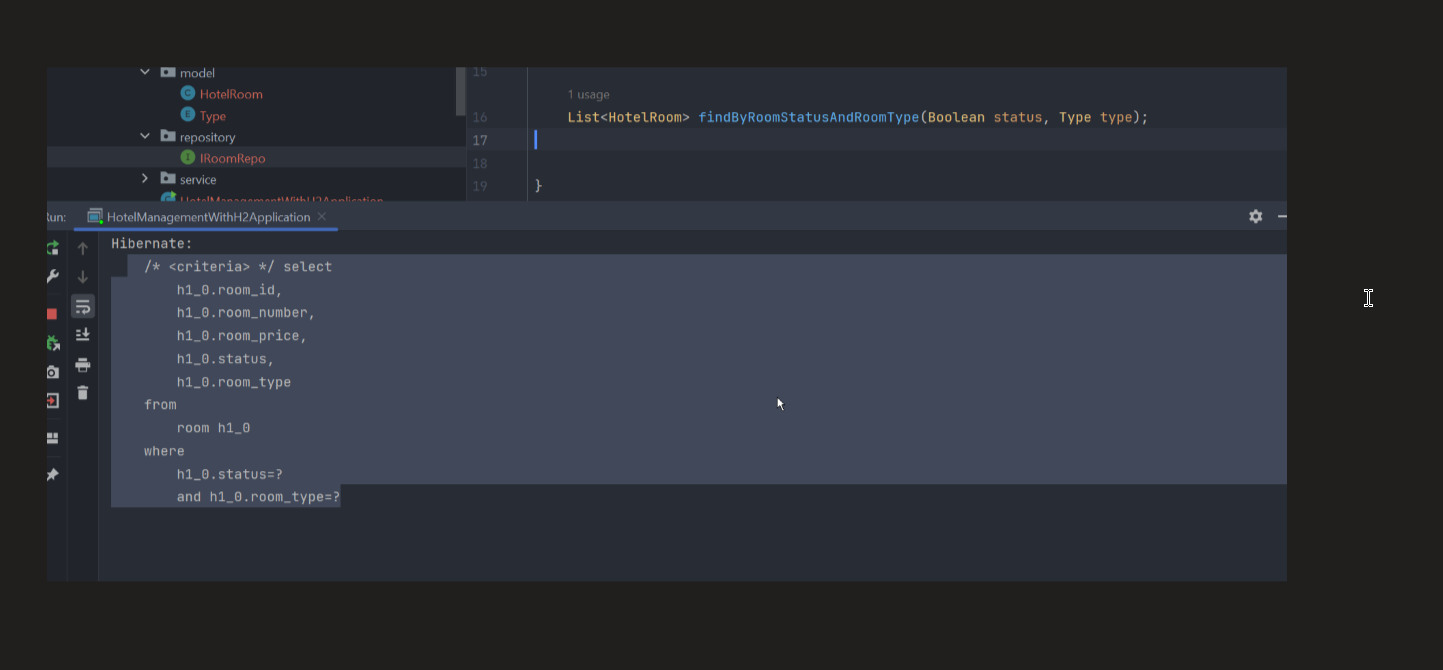 model
HotelRoom
Type
repository
IRoomRepo
service
HotelManagementWithH2Application
15
1 usage
16 List<HotelRoom> findByRoomStatusAndRoomType(Boolean status, Type type);
17
18
19 }
Run: HotelManagementWithH2Application
Hibernate:
/* <criteria> */ select
h1_0.room_id,
h1_0.room_number,
h1_0.room_price,
h1_0.status,
h1_0.room_type
from
room h1_0
where
h1_0.status=?
and h1_0.room_type=?